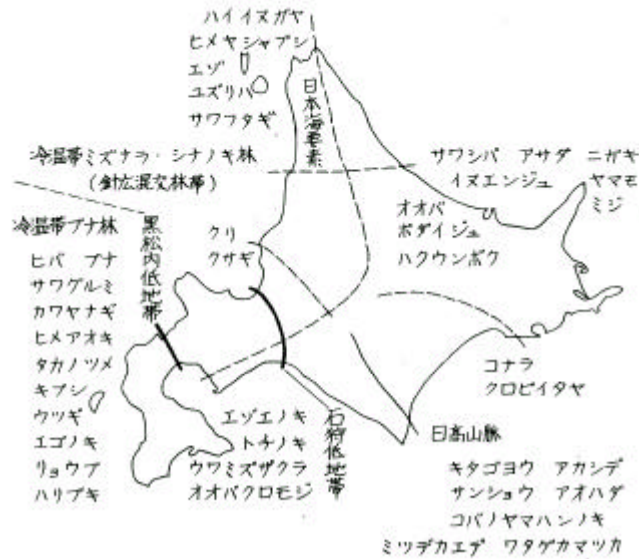 ハイイヌガヤ
ヒメヤシャブシ
エゾ
ユズリハ
サワフタギ
日本海要素
冷温帯ミズナラ・シナノキ林
(針広混交林帯)
サワシバ アサダ ニガキ
イヌエンジュ ヤマモ
ミジ
オオバ
ボダイジュ
ハクウンボク
冷温帯ブナ林
黒松内低地帯
クリ
クサギ
ヒバ ブナ
サワグルミ
カワヤナギ
ヒメアオキ
タカノツメ
キブシ
ウツギ
エゴノキ
リョウブ
ハリブキ
コナラ
クロビイタヤ
エゾエノキ
トチノキ
ウワミズザクラ
オオバクロモジ
石狩低地帯
日高山脈
キタゴヨウ アカシデ
サンショウ アオハダ
コバノヤマハンノキ
ミツデカエデ ワタゲカマツカ